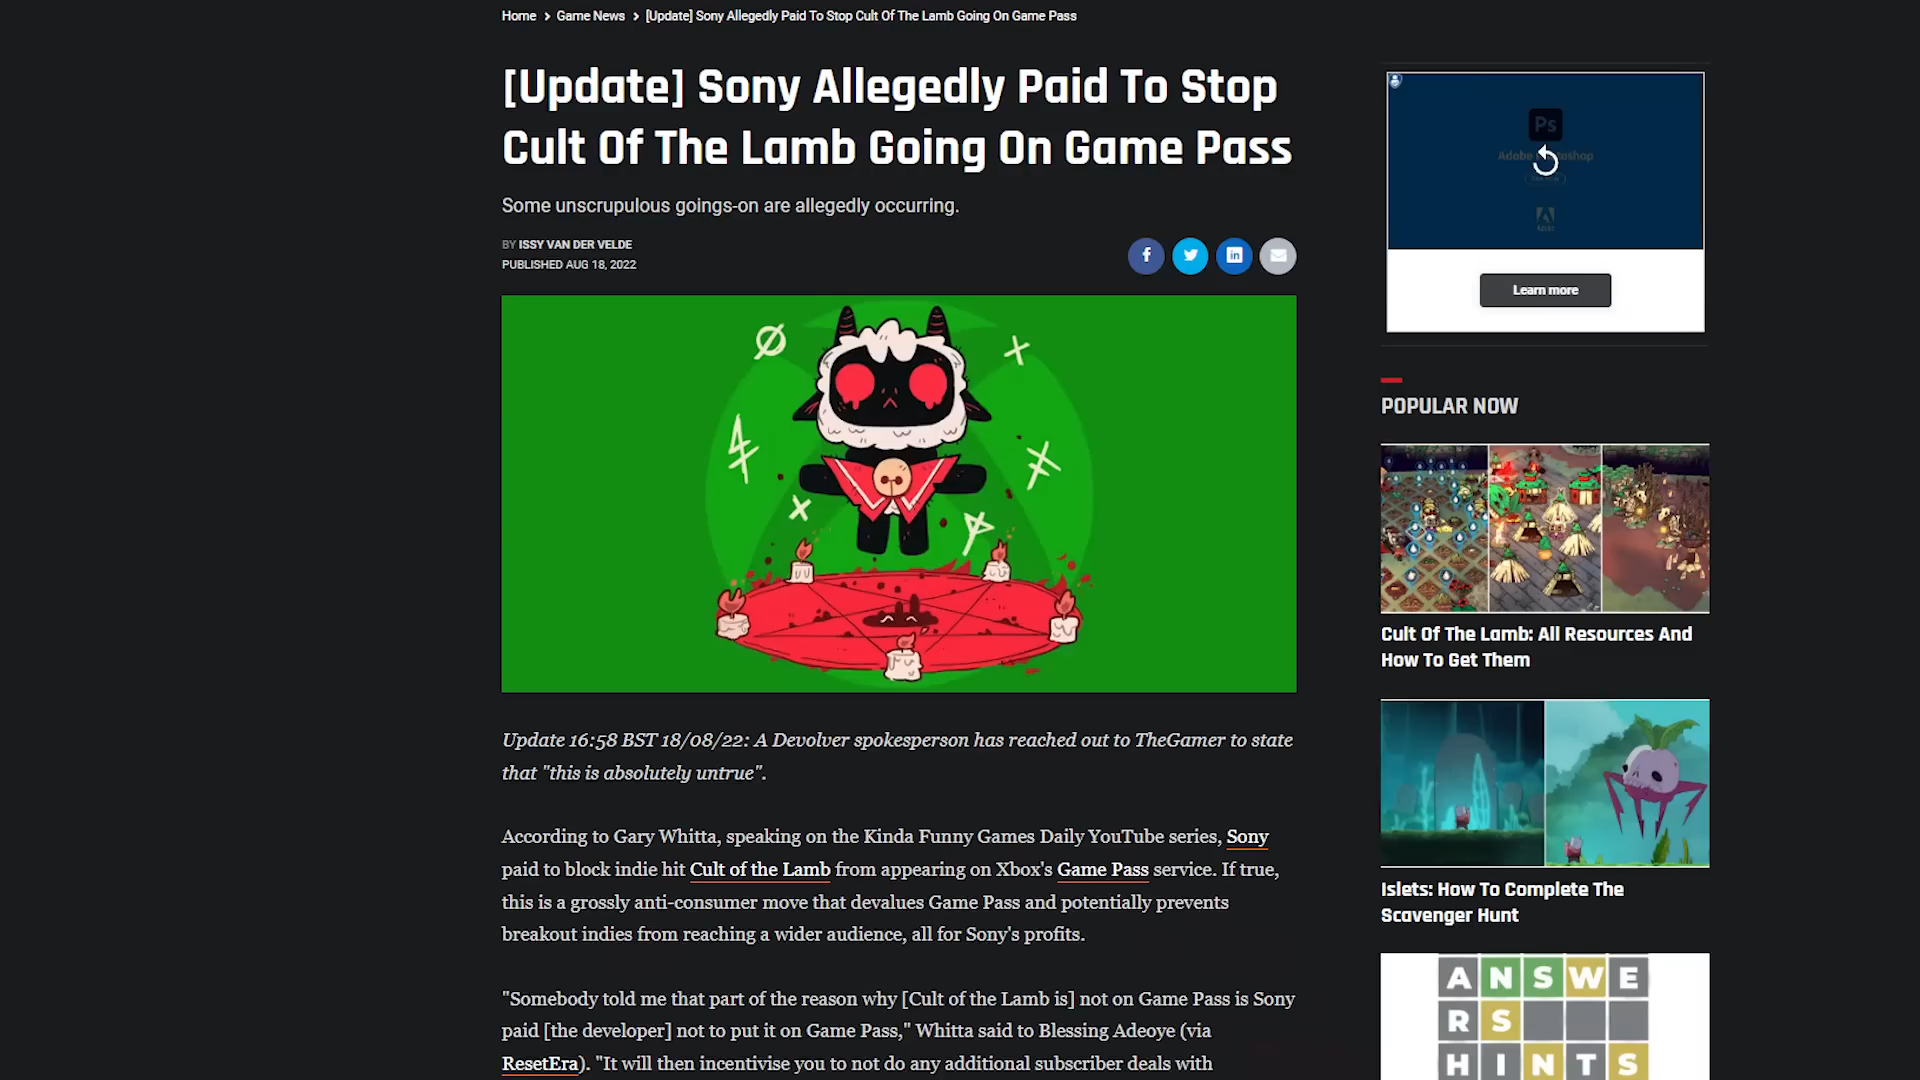 Home > Game News > [Update] Sony Allegedly Paid To Stop Cult Of The Lamb Going On Game Pass
[Update] Sony Allegedly Paid To Stop
Cult Of The Lamb Going On Game Pass
Some unscrupulous goings-on are allegedly occurring.
BY ISSY VAN DER VELDE
PUBLISHED AUG 18, 2022
Update 16:58 BST 18/08/22: A Devolver spokesperson has reached out to TheGamer to state
that "this is absolutely untrue".
According to Gary Whitta, speaking on the Kinda Funny Games Daily YouTube series, Sony
paid to block indie hit Cult of the Lamb from appearing on Xbox's Game Pass service. If true,
this is a grossly anti-consumer move that devalues Game Pass and potentially prevents
breakout indies from reaching a wider audience, all for Sony's profits.
"Somebody told me that part of the reason why [Cult of the Lamb is] not on Game Pass is Sony
paid [the developer] not to put it on Game Pass," Whitta said to Blessing Adeoye (via
ResetEra). "It will then incentivise you to not do any additional subscriber deals with
Ps
Adobe Photoshop
Adobe
Learn more
POPULAR NOW
Cult Of The Lamb: All Resources And
How To Get Them
Islets: How To Complete The
Scavenger Hunt
ANSWE
RS
HINTS